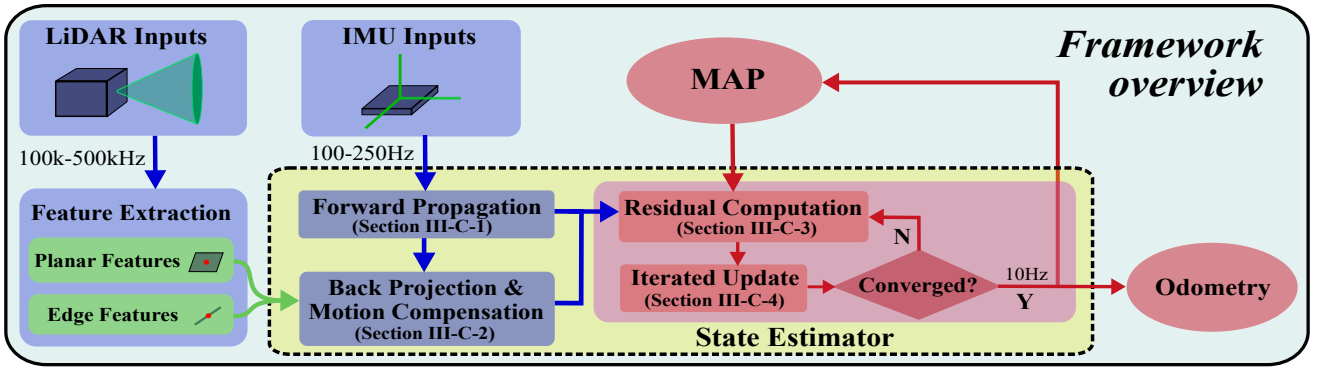 LiDAR Inputs
IMU Inputs
MAP
Framework
overview
100k-500kHz
100-250Hz
Feature Extraction
Planar Features
Edge Features
Forward Propagation
(Section III-C-1)
Back Projection &
Motion Compensation
(Section III-C-2)
Residual Computation
(Section III-C-3)
Iterated Update
(Section III-C-4)
N
Converged?
10Hz
Y
Odometry
State Estimator